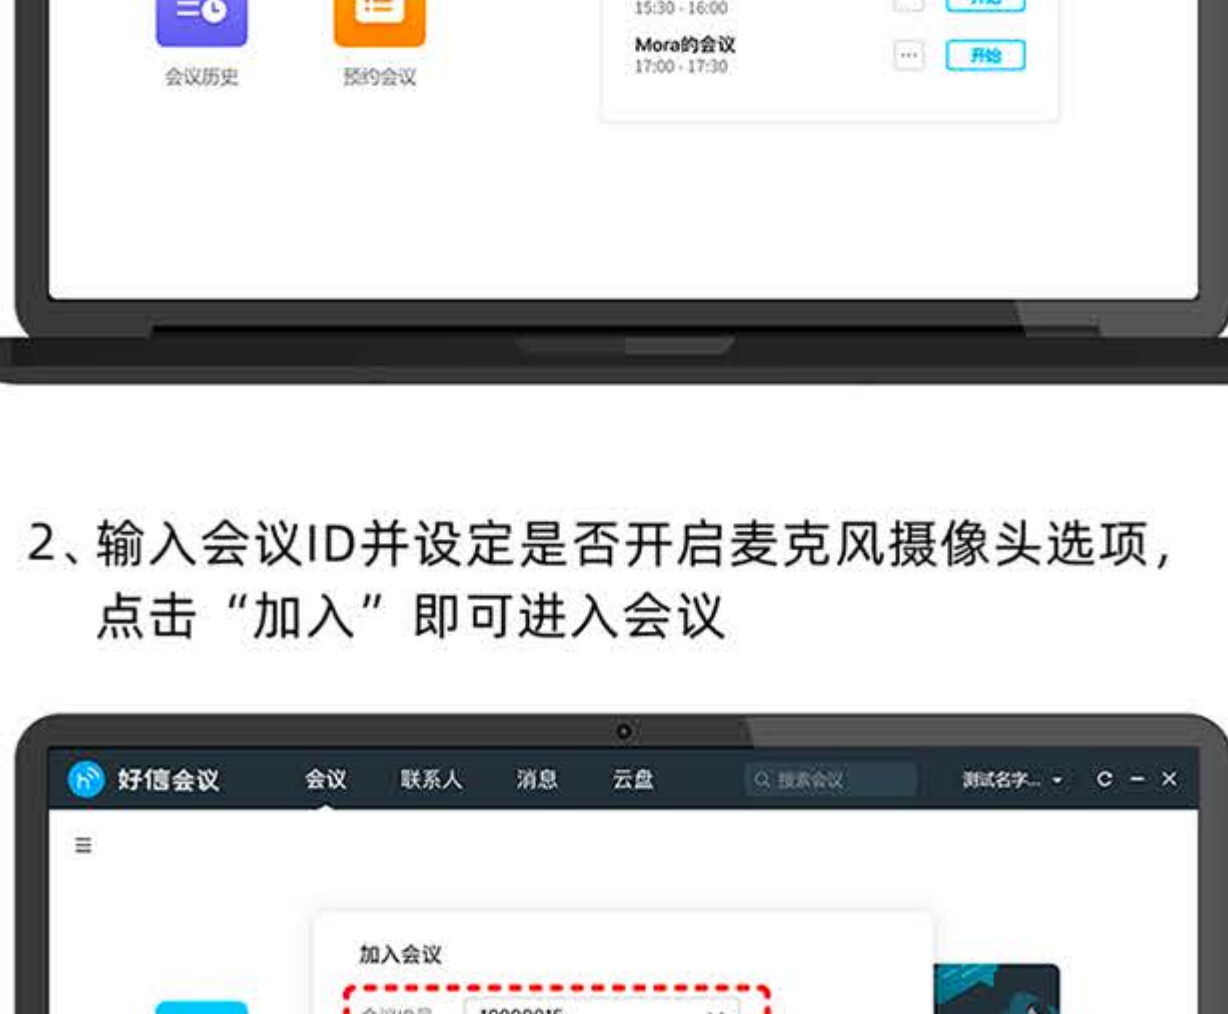 15:30 - 16:00
Mora的会议
17:00 - 17:30
开始
会议历史
预约会议
2、输入会议ID并设定是否开启麦克风摄像头选项，
点击“加入”即可进入会议
好信会议
会议
联系人
消息
云盘
搜索会议
测试名字...
加入会议